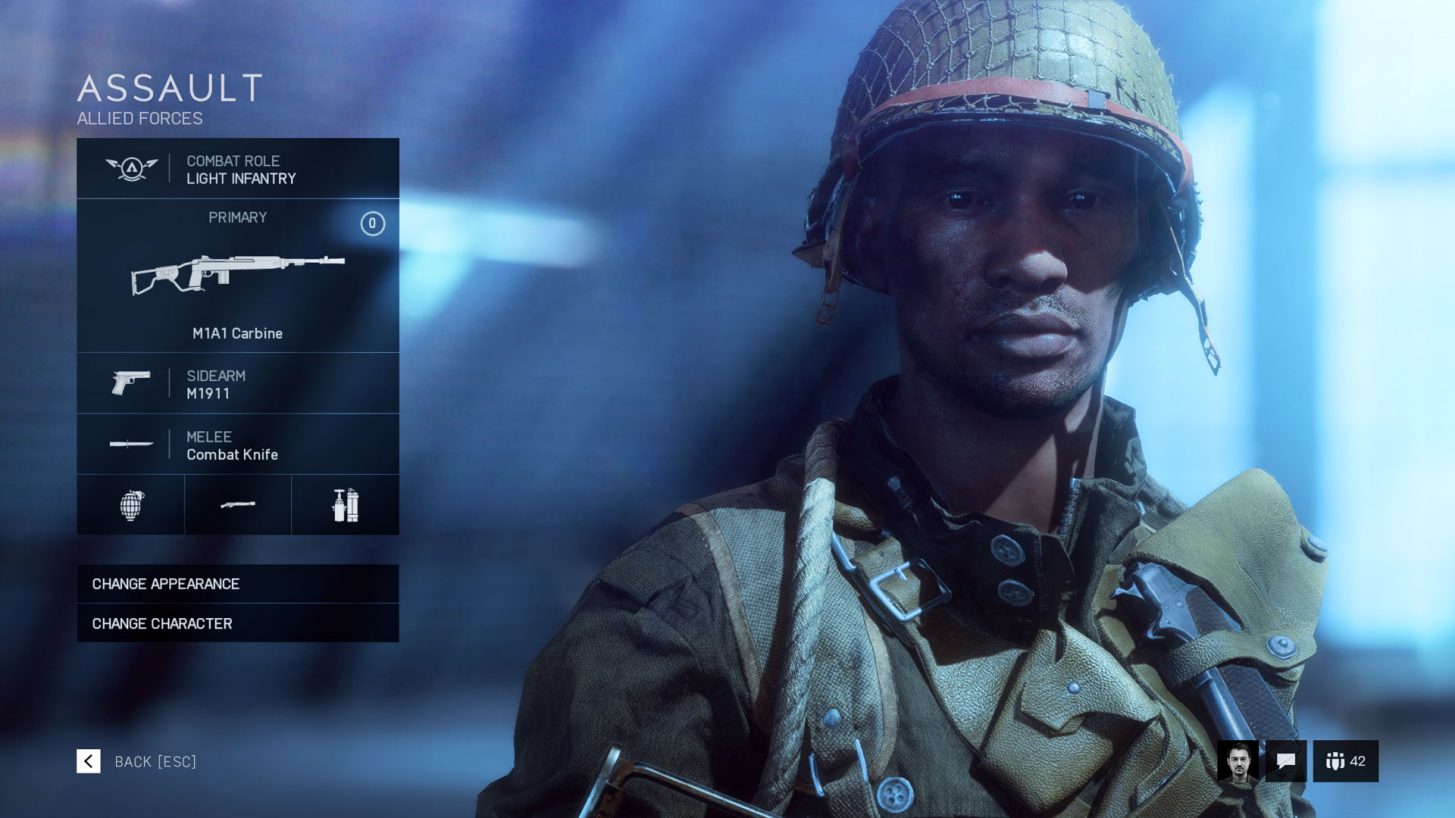 ASSAULT
ALLIED FORCES
COMBAT ROLE
LIGHT INFANTRY
PRIMARY
0
M1A1 Carbine
SIDEARM
M1911
MELEE
Combat Knife
CHANGE APPEARANCE
CHANGE CHARACTER
BACK [ESC]
42